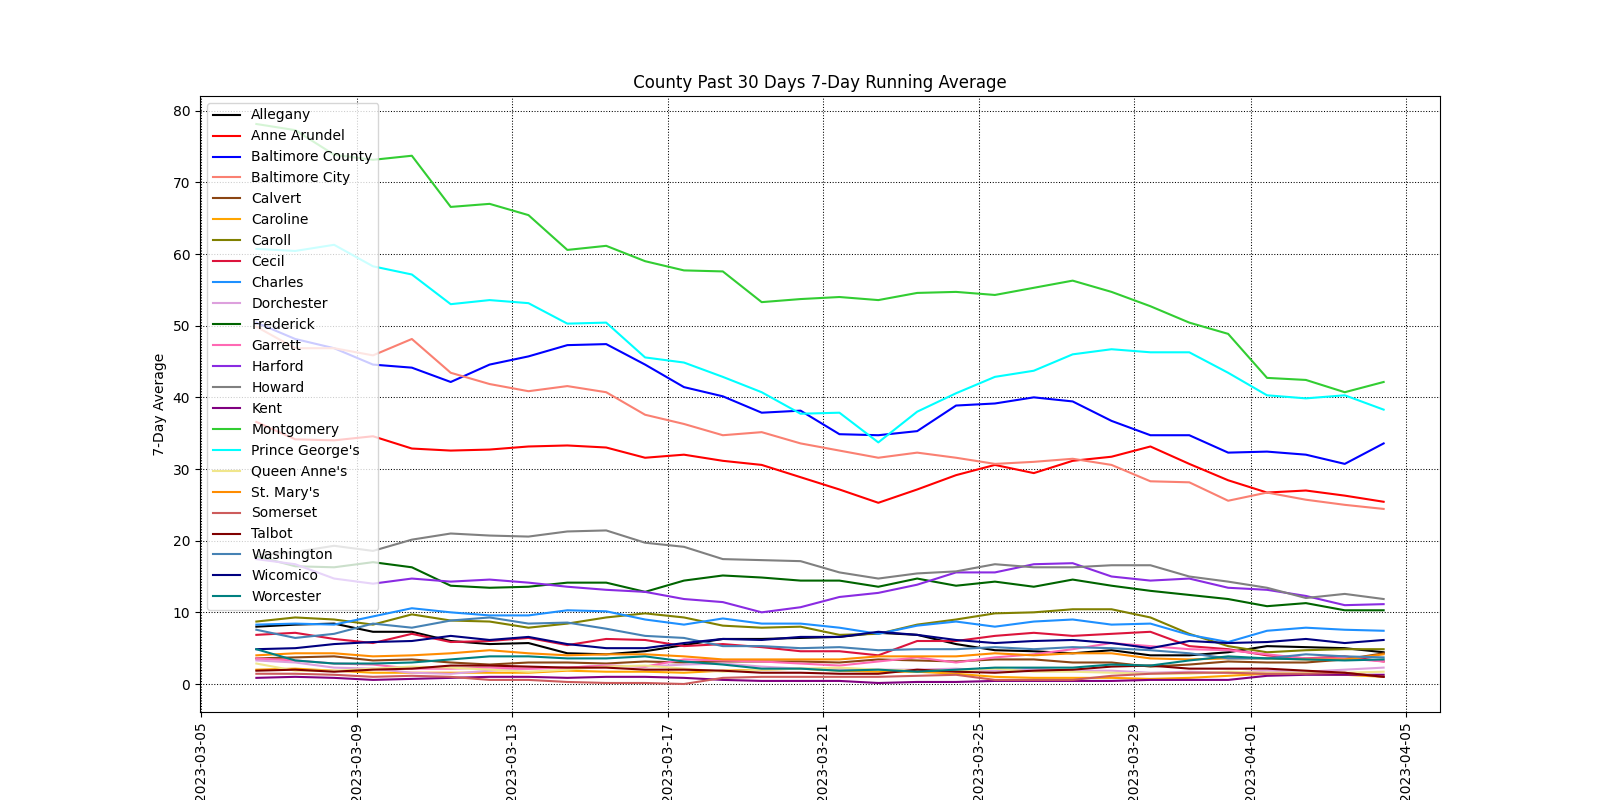 County Past 30 Days 7-Day Running Average
80
70
60
50
40
30
20
10
0
7-Day Average
Allegany
Anne Arundel
Baltimore County
Baltimore City
Calvert
Caroline
Caroll
Cecil
Charles
Dorchester
Frederick
Garrett
Harford
Howard
Kent
Montgomery
Prince George's
Queen Anne's
St. Mary's
Somerset
Talbot
Washington
Wicomico
Worcester
2023-03-05
2023-03-09
2023-03-13
2023-03-17
2023-03-21
2023-03-25
2023-03-29
2023-04-01
2023-04-05